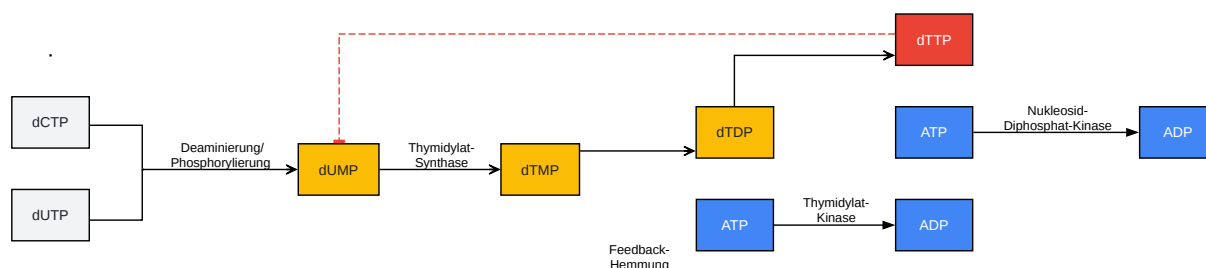 dTTP
dCTP
dUTP
Deaminierung/
Phosphorylierung
dUMP
Thymidylat-
Synthase
dTMP
dTDP
ATP
Nukleosid-
Diphosphat-Kinase
ADP
ATP
Thymidylat-
Kinase
ADP
Feedback-
Hemmung